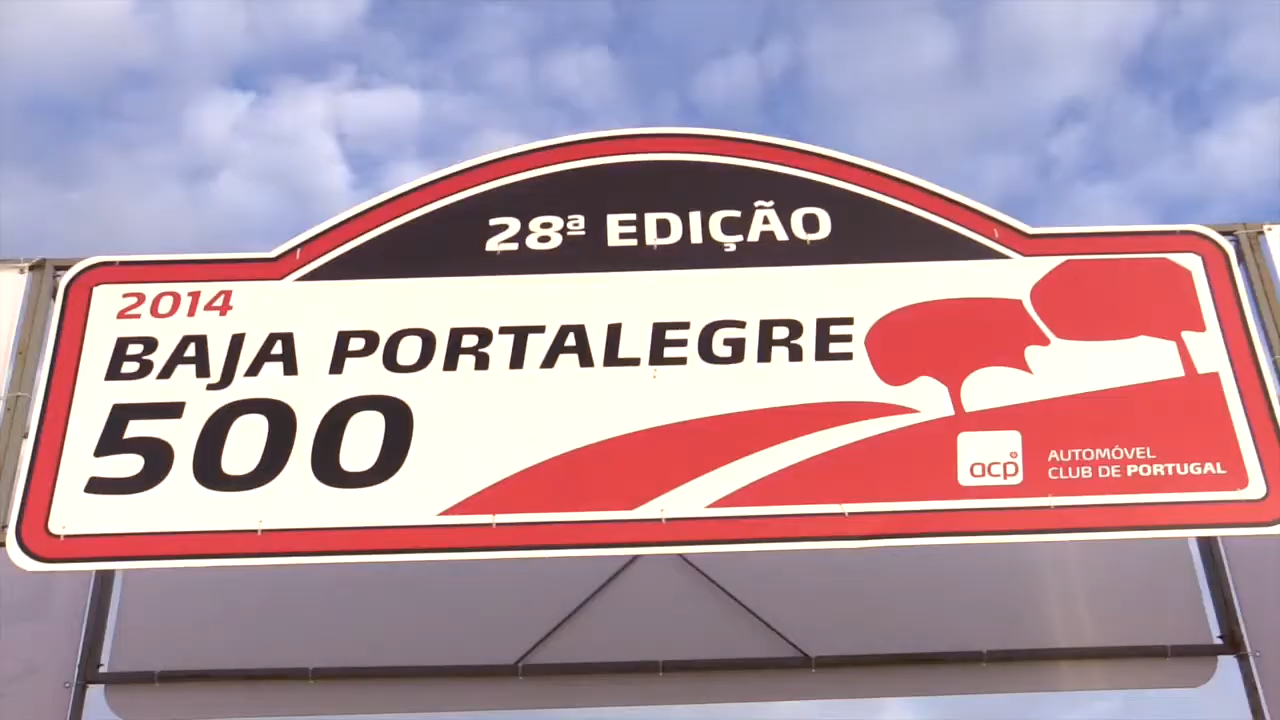 28ª EDIÇÃO
2014
BAJA PORTALEGRE
500
acp
AUTOMÓVEL
CLUB DE PORTUGAL